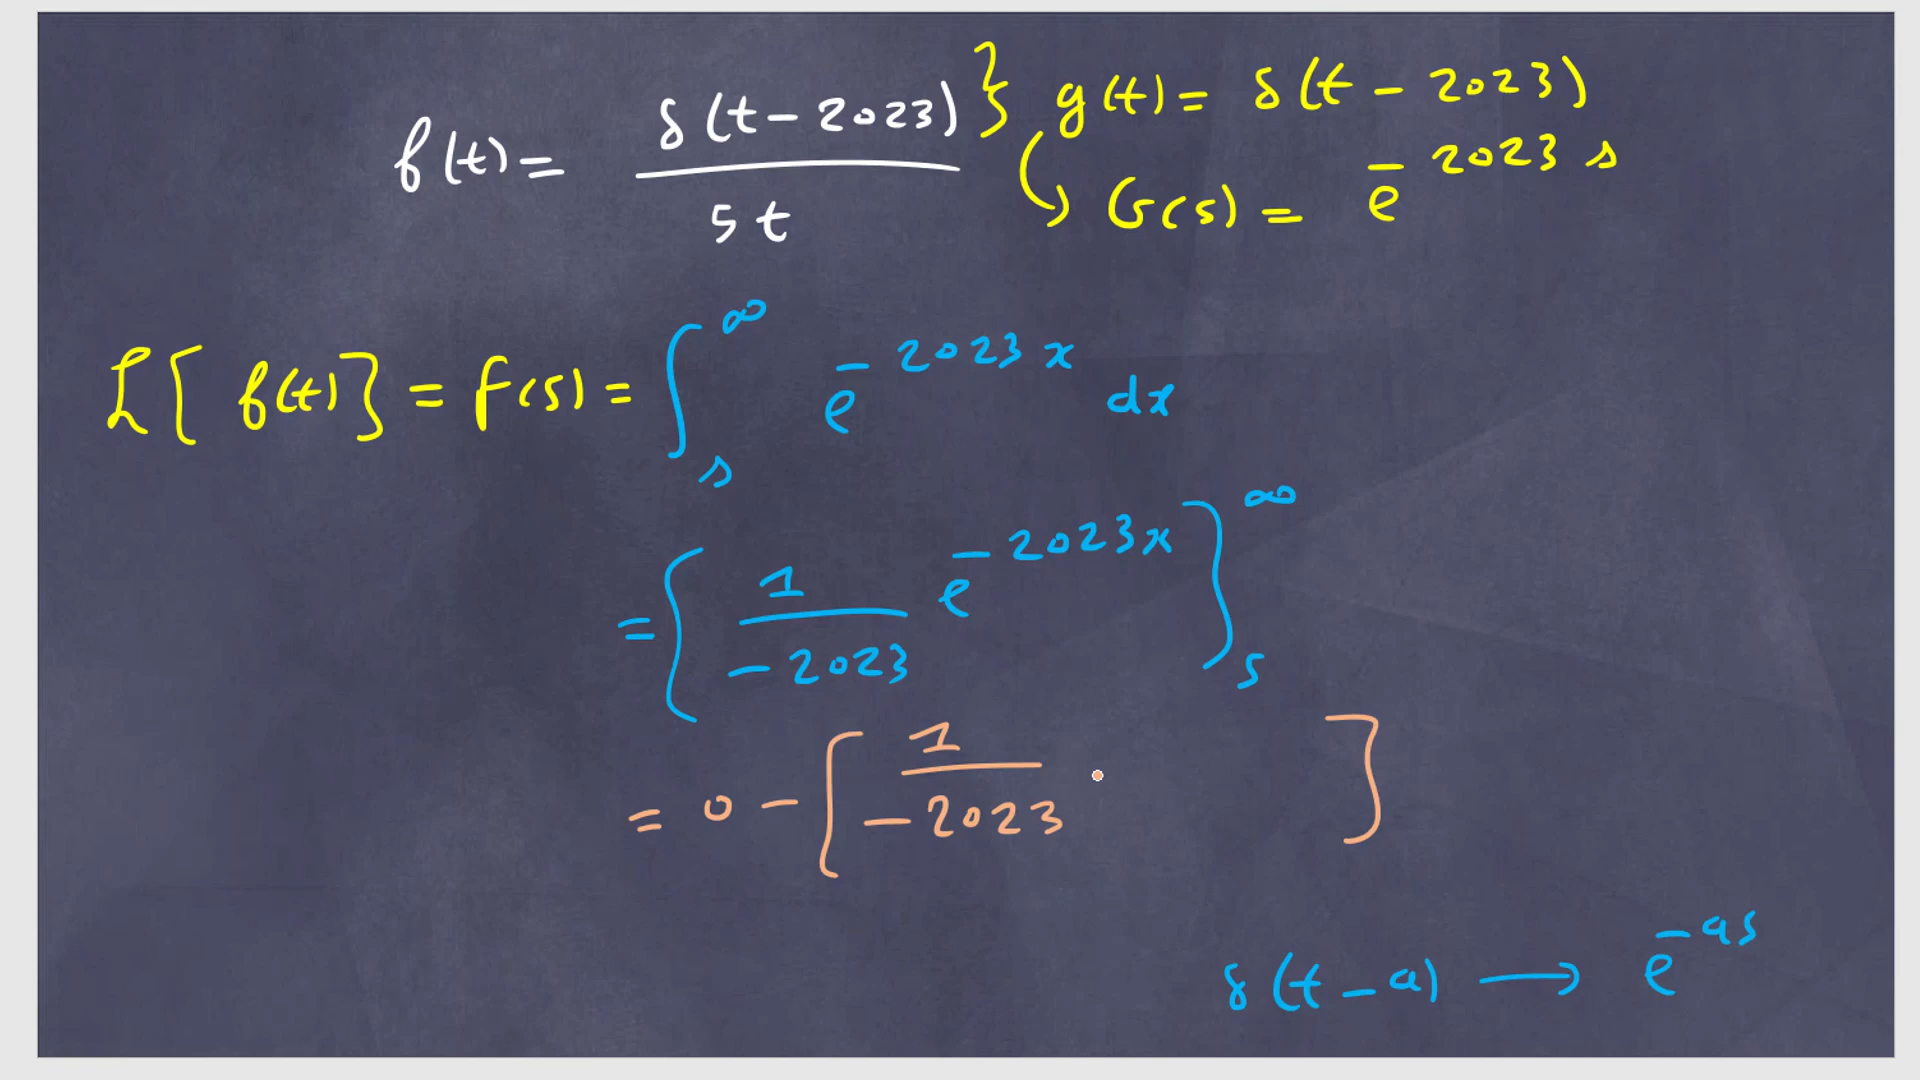 f(t) = δ(t - 2023) / 5t } g(t) = δ(t - 2023)
G(s) = e^{-2023 s}
ℒ[f(t)] = F(s) = ∫_s^∞ e^{-2023x} dx
= [ 1/-2023 e^{-2023x} ]_s^∞
= 0 - [ 1/-2023 ]
δ(t - a) → e^{-as}